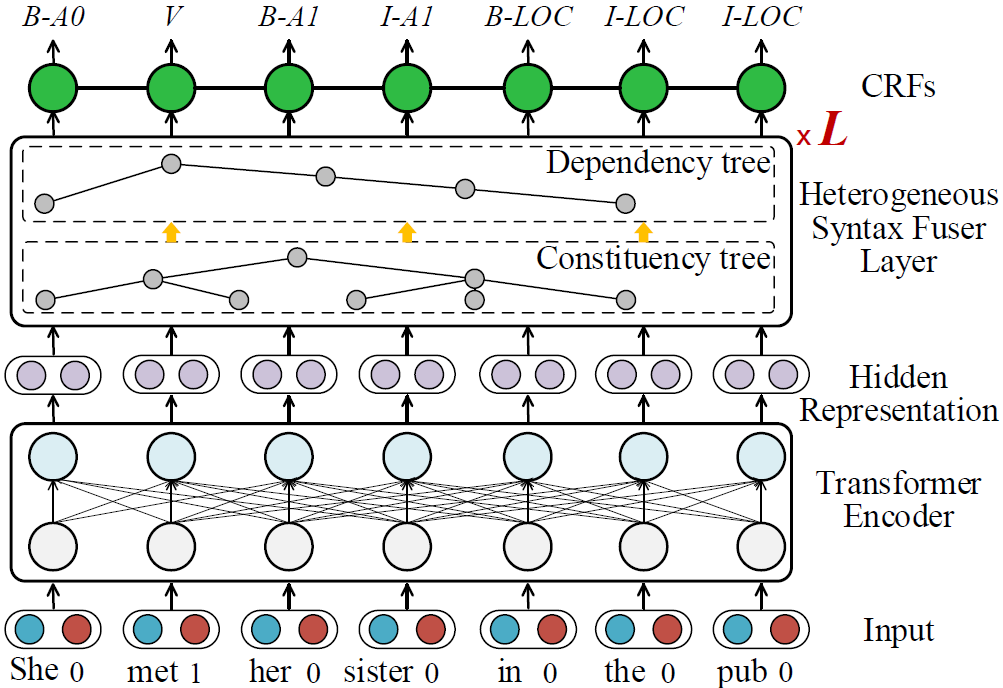 B-A0 V B-A1 I-A1 B-LOC I-LOC I-LOC
CRFs
x L
Dependency tree
Heterogeneous
Syntax Fuser
Layer
Constituency tree
Hidden
Representation
Transformer
Encoder
Input
She 0 met 1 her 0 sister 0 in 0 the 0 pub 0